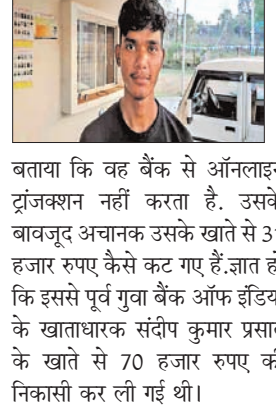 बताया कि वह बैंक से ऑनलाइन
ट्रांजक्शन नहीं करता है. उसके
बावजूद अचानक उसके खाते से 3
हजार रुपए कैसे कट गए हैं.ज्ञात हो
कि इससे पूर्व गुवा बैंक ऑफ इंडिया
के खाताधारक संदीप कुमार प्रसाद
के खाते से 70 हजार रुपए की
निकासी कर ली गई थी।